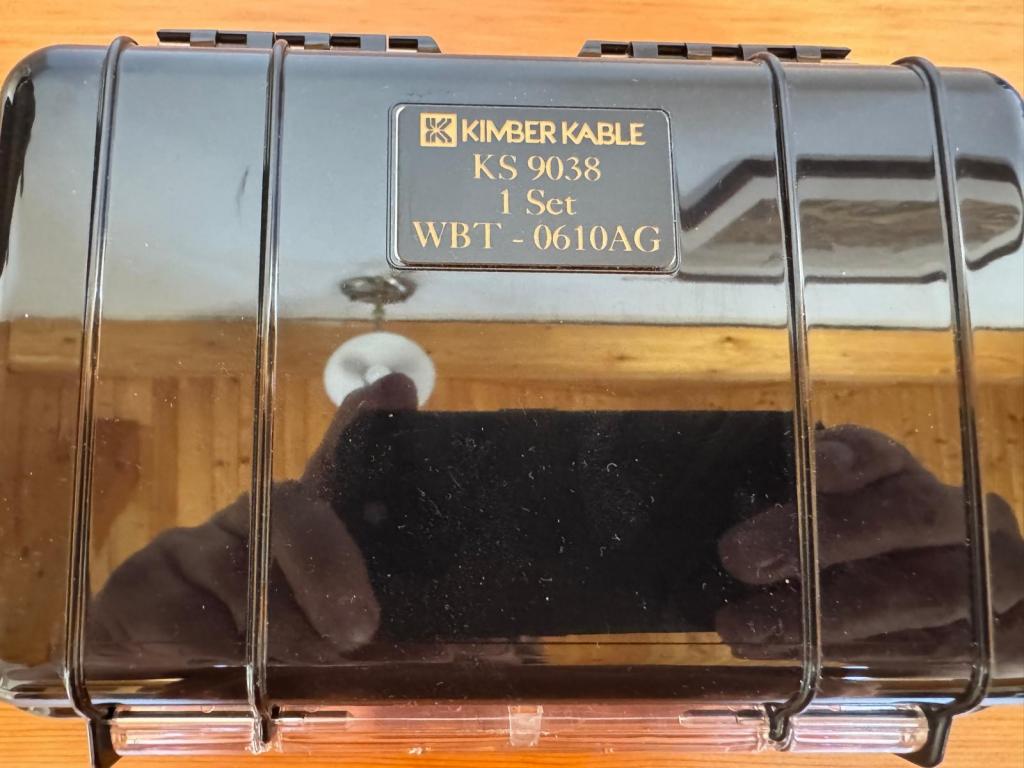 KIMBER KABLE
KS 9038
1 Set
WBT - 0610AG